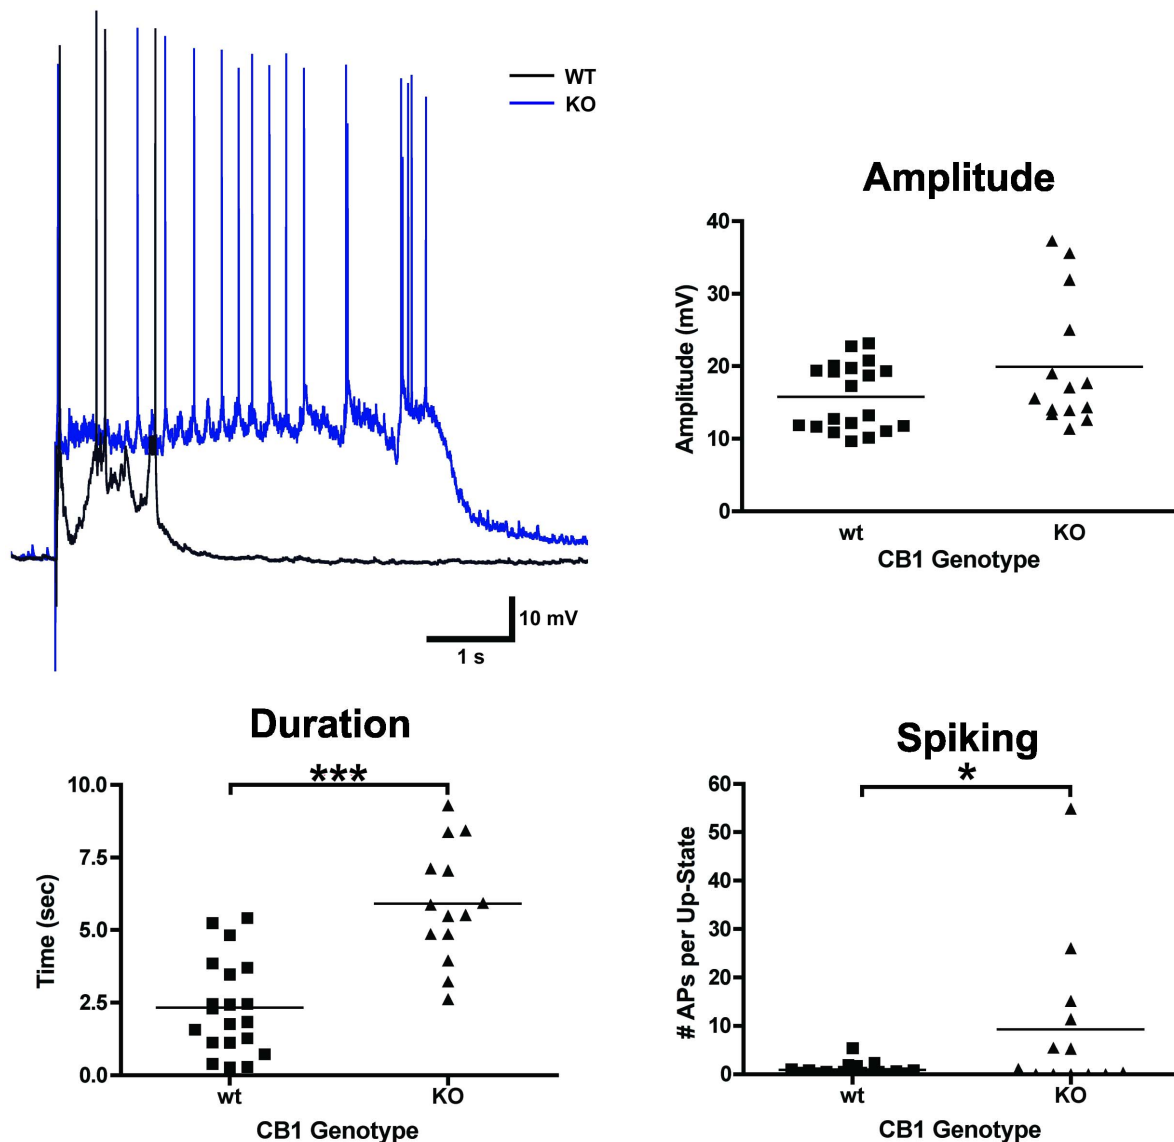 WT
KO
10 mV
1 s
Amplitude
Amplitude (mV)
40
30
20
10
0
wt
KO
CB1 Genotype
Duration
***
Time (sec)
10.0
7.5
5.0
2.5
0.0
wt
KO
CB1 Genotype
Spiking
*
# APs per Up-State
60
50
40
30
20
10
0
wt
KO
CB1 Genotype